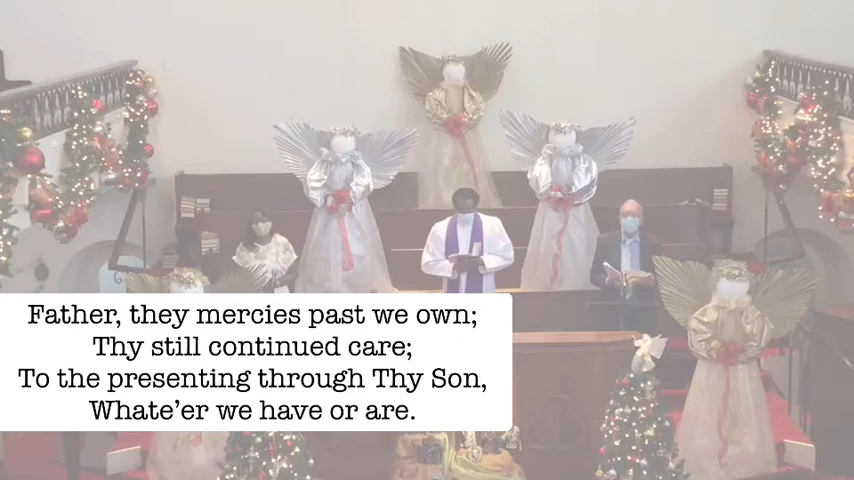 Father, they mercies past we own;
Thy still continued care;
To the presenting through Thy Son,
Whate’er we have or are.